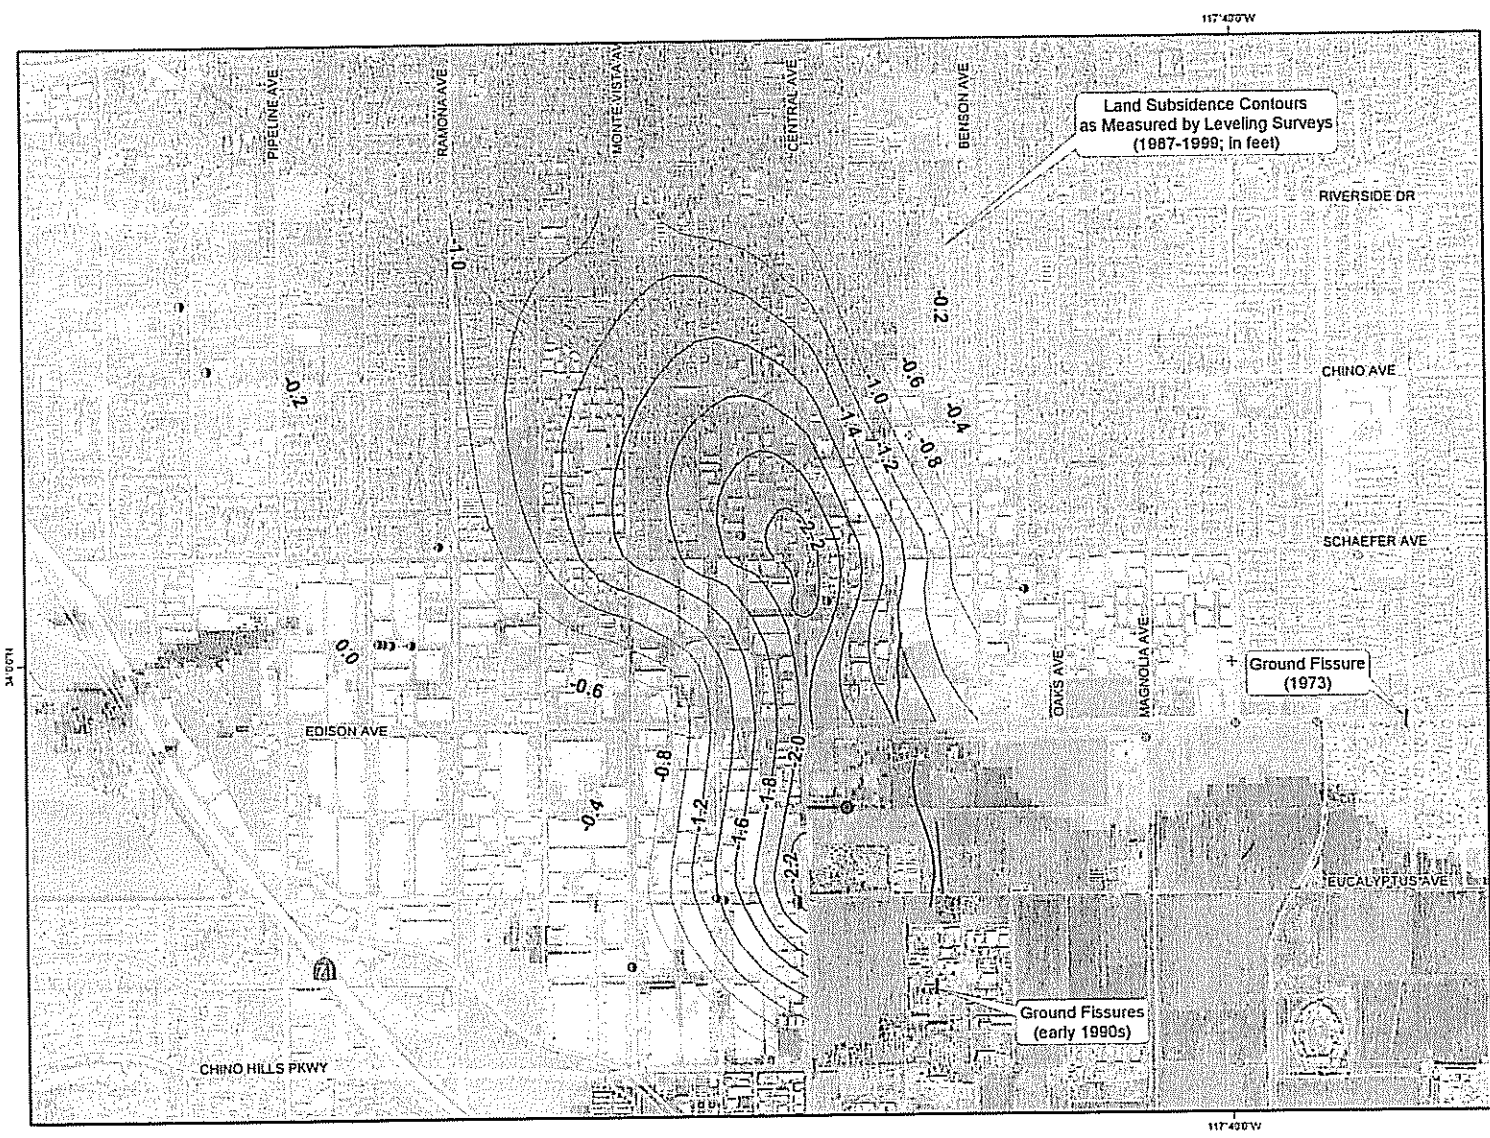 117°40'0"W
PIPELINE AVE
RAMONA AVE
MONTE VISTA AVE
CENTRAL AVE
BENSON AVE
Land Subsidence Contours
as Measured by Leveling Surveys
(1987-1999; in feet)
RIVERSIDE DR
-1.0
-0.2
-0.6
CHINO AVE
-0.2
-1.0
-0.4
-1.4
-0.8
-1.2
-2.2
SCHAEFER AVE
34°0'0"N
0.0
OAKS AVE
MAGNOLIA AVE
Ground Fissure
(1973)
-0.6
EDISON AVE
-0.8
-2.0
-1.8
-0.4
-1.2
-1.6
-2.2
EUCALYPTUS AVE
Ground Fissures
(early 1990s)
CHINO HILLS PKWY
117°40'0"W